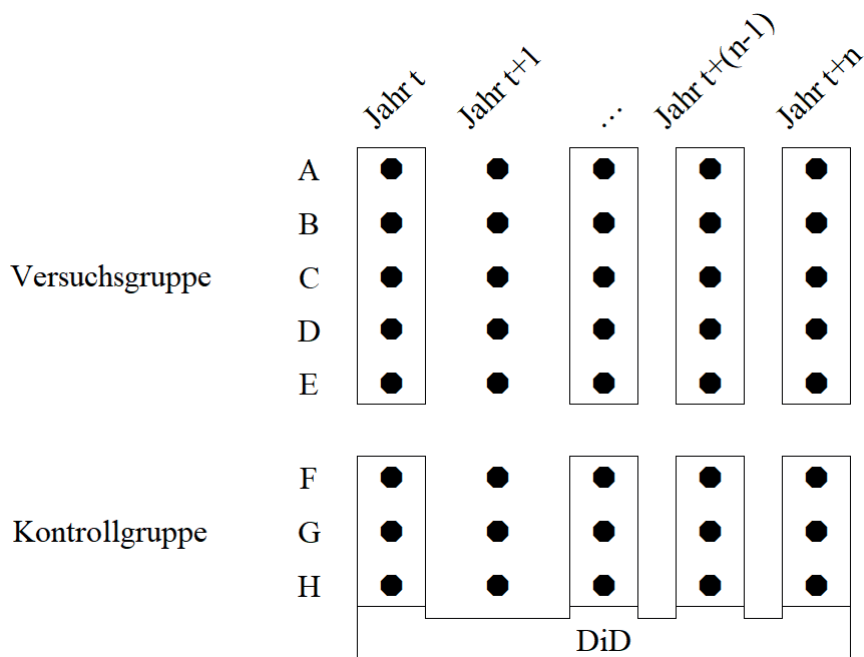 Jahr t
Jahr t+1
...
Jahr t+(n-1)
Jahr t+n
A
B
Versuchsgruppe C
D
E
F
Kontrollgruppe G
H
DiD